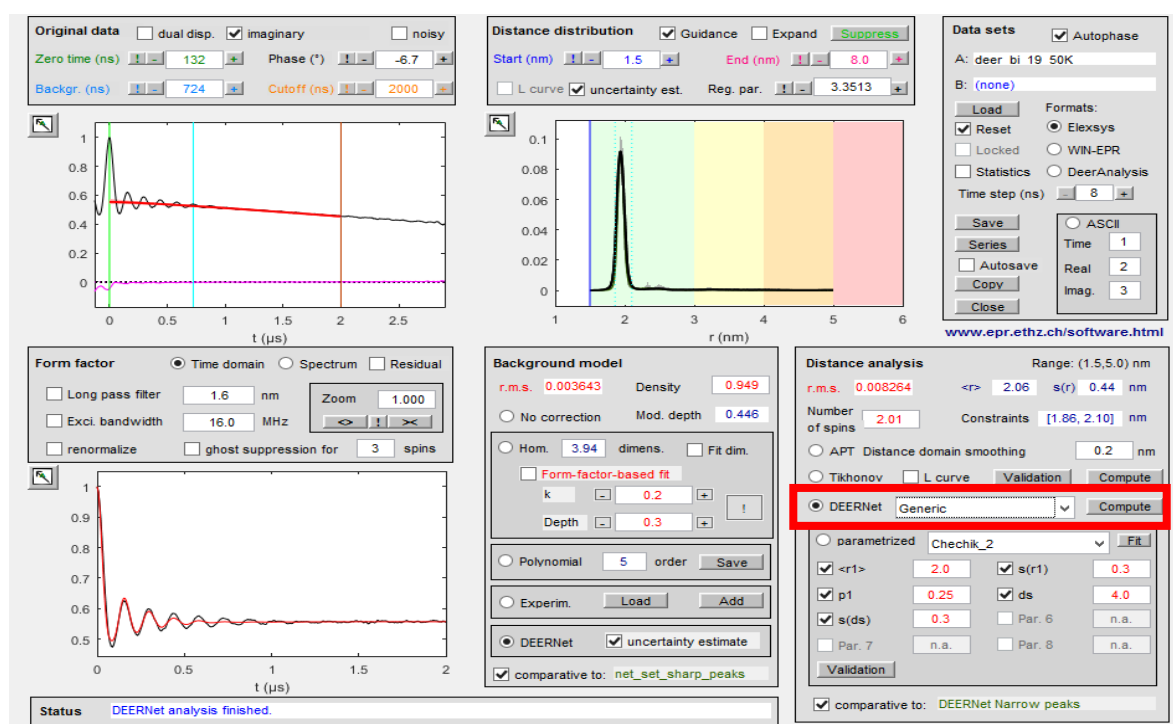 Original data dual disp. imaginary noisy
Zero time (ns) ! - 132 + Phase (°) ! - -6.7 +
Backgr. (ns) ! - 724 + Cutoff (ns) ! - 2000 +
Distance distribution Guidance Expand Suppress
Start (nm) ! - 1.5 + End (nm) ! - 8.0 +
L curve uncertainty est. Reg. par. ! - 3.3513 +
Data sets Autophase
A: deer bi 19 50K
B: (none)
Load Formats:
Reset Elexsys
Locked WIN-EPR
Statistics DeerAnalysis
Time step (ns) - 8 +
Save ASCII
Series Time 1
Autosave Real 2
Copy Imag. 3
Close
www.epr.ethz.ch/software.html
1
0.8
0.6
0.4
0.2
0
0 0.5 1 1.5 2 2.5
t (µs)
0.1
0.08
0.06
0.04
0.02
0
1 2 3 4 5 6
r (nm)
Form factor Time domain Spectrum Residual
Long pass filter 1.6 nm Zoom 1.000
Exci. bandwidth 16.0 MHz <> ! ><
renormalize ghost suppression for 3 spins
1
0.9
0.8
0.7
0.6
0.5
0 0.5 1 1.5 2
t (µs)
Background model
r.m.s. 0.003643 Density 0.949
No correction Mod. depth 0.446
Hom. 3.94 dimens. Fit dim.
Form-factor-based fit
k - 0.2 + !
Depth - 0.3 +
Polynomial 5 order Save
Experim. Load Add
DEERNet uncertainty estimate
comparative to: net_set_sharp_peaks
Distance analysis Range: (1.5,5.0) nm
r.m.s. 0.008264 <r> 2.06 s(r) 0.44 nm
Number of spins 2.01 Constraints [1.86, 2.10] nm
APT Distance domain smoothing 0.2 nm
Tikhonov L curve Validation Compute
DEERNet Generic Compute
parametrized Chechik_2 Fit
<r1> 2.0 s(r1) 0.3
p1 0.25 ds 4.0
s(ds) 0.3 Par. 6 n.a.
Par. 7 n.a. Par. 8 n.a.
Validation
comparative to: DEERNet Narrow peaks
Status DEERNet analysis finished.